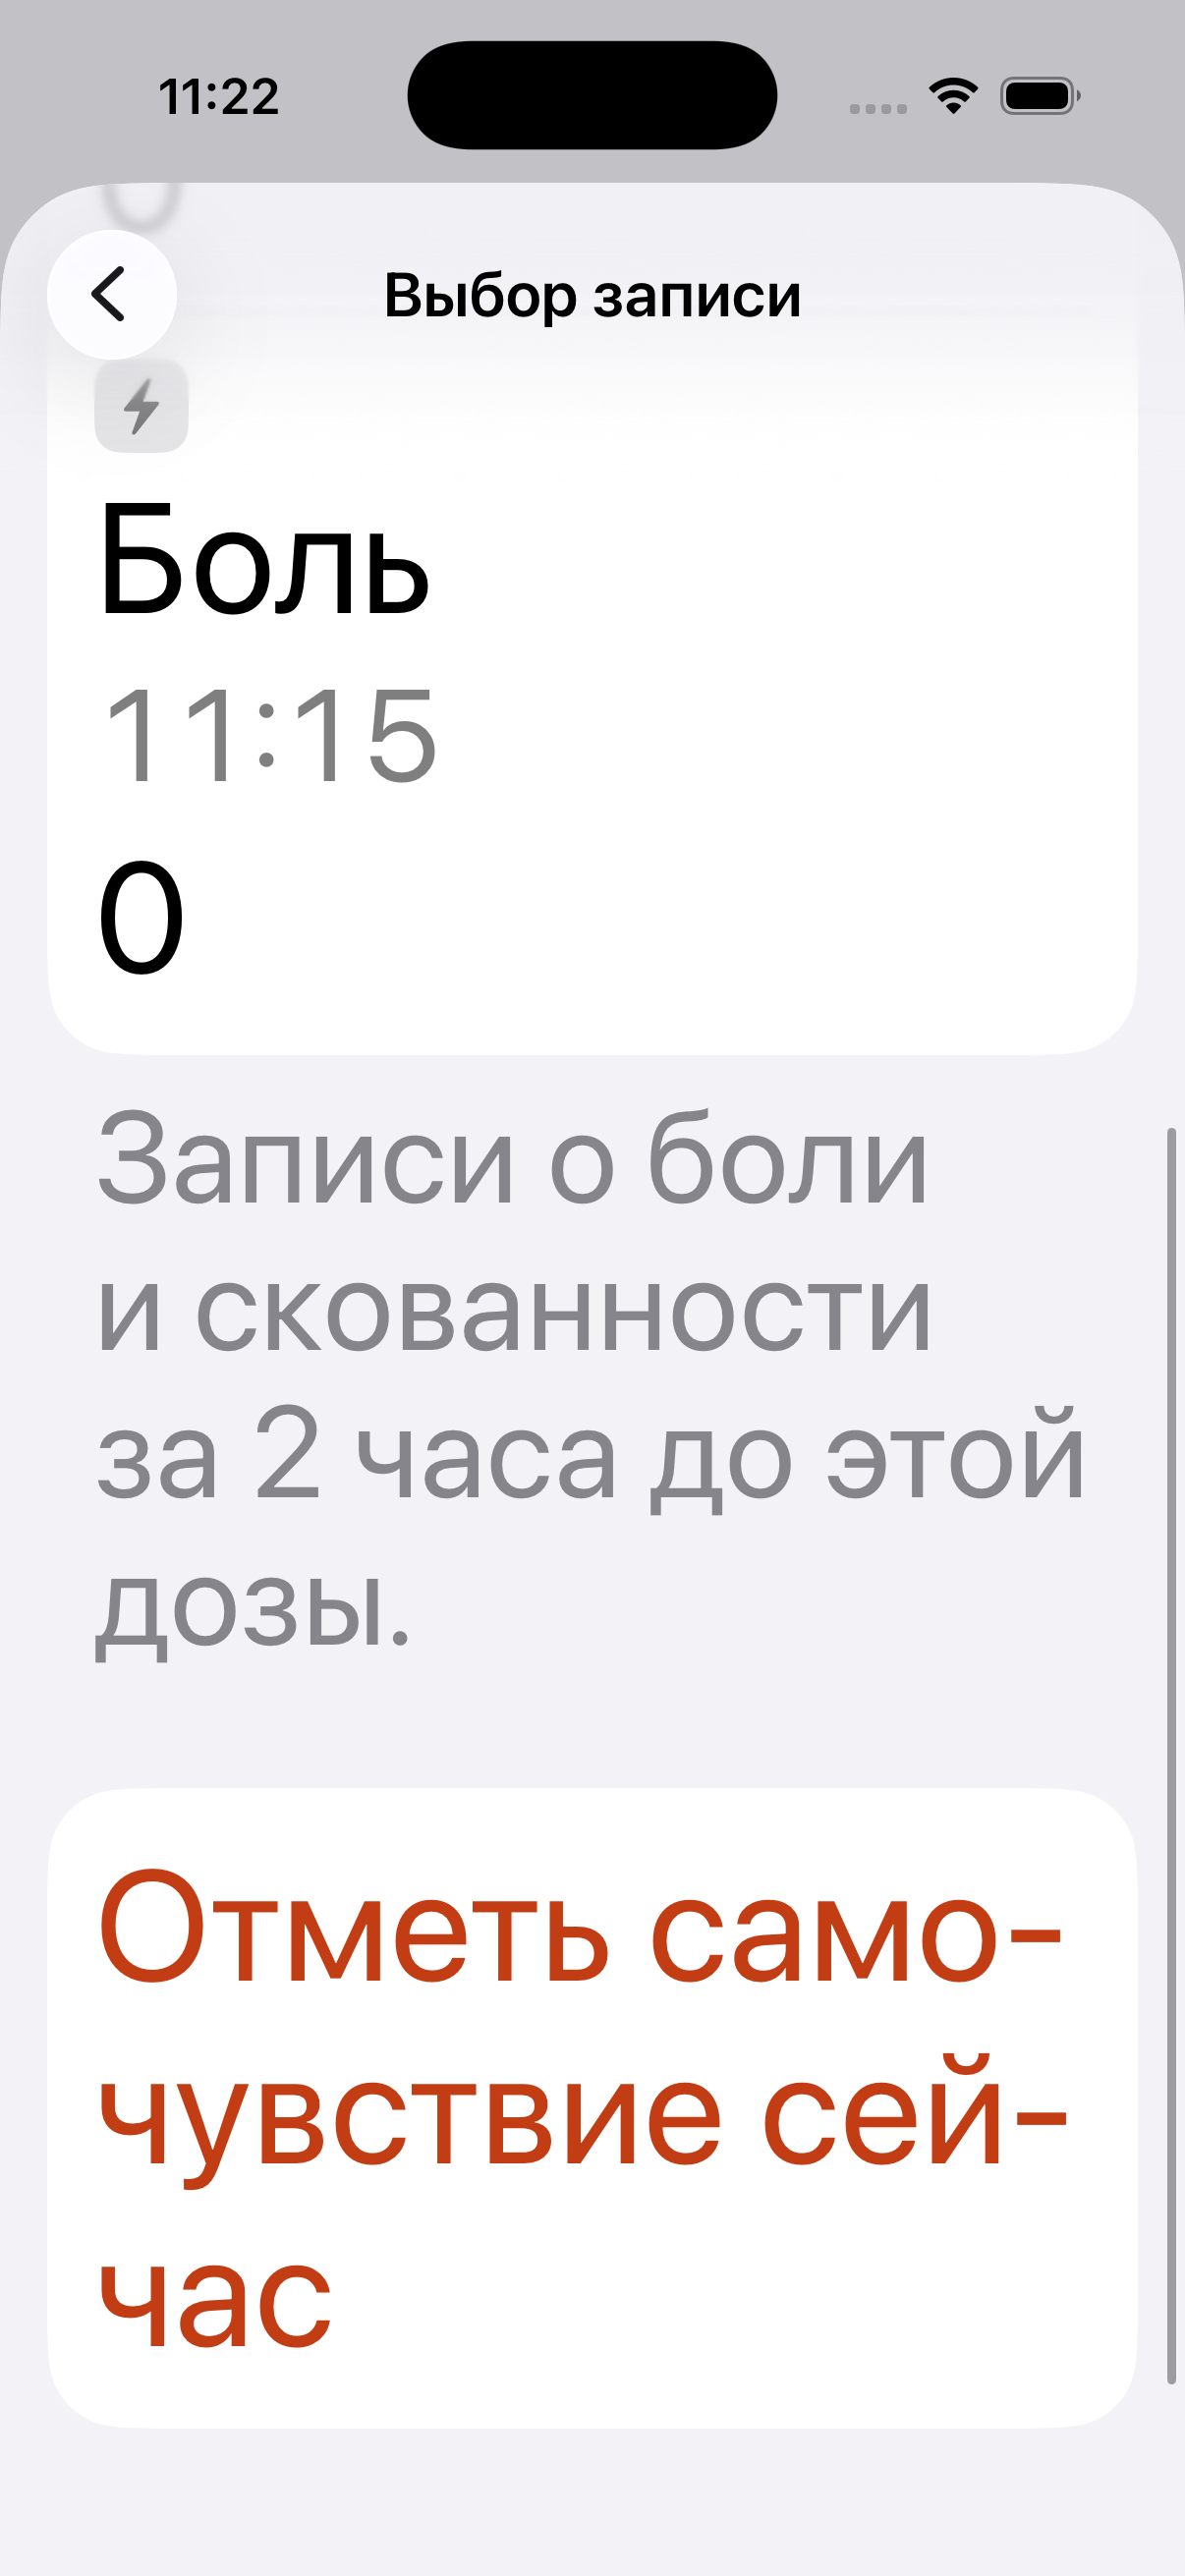 11:22
Выбор записи
Боль
11:15
0
Записи о боли
и скованности
за 2 часа до этой
дозы.
Отметь само-
чувствие сей-
час